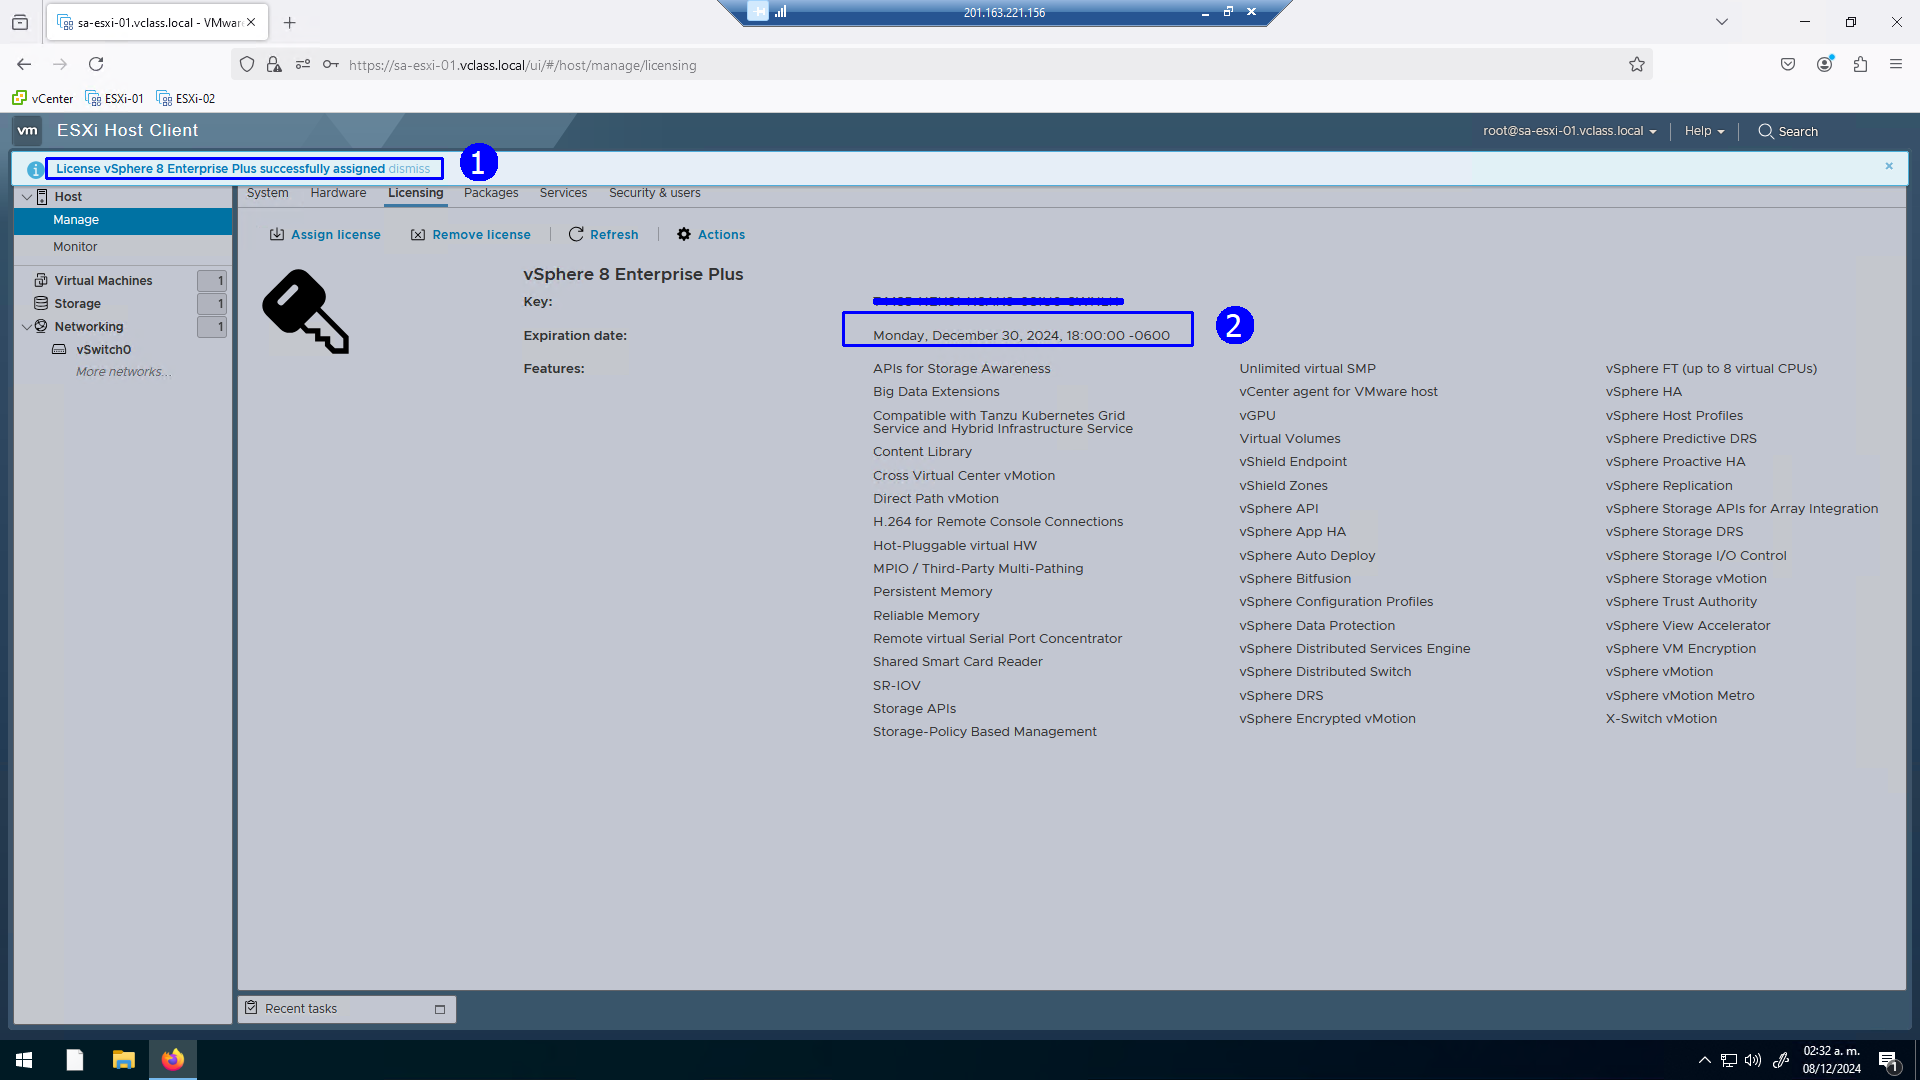 sa-esxi-01.vclass.local - VMwar
201.163.221.156
https://sa-esxi-01.vclass.local/ui/#/host/manage/licensing
vCenter
ESXi-01
ESXi-02
vm
ESXi Host Client
root@sa-esxi-01.vclass.local
Help
Search
License vSphere 8 Enterprise Plus successfully assigned dismiss
1
Host
Manage
Monitor
Virtual Machines 1
Storage 1
Networking 1
vSwitch0
More networks...
System
Hardware
Licensing
Packages
Services
Security & users
Assign license
Remove license
Refresh
Actions
vSphere 8 Enterprise Plus
Key:
Expiration date:
Monday, December 30, 2024, 18:00:00 -0600
2
Features:
APIs for Storage Awareness
Big Data Extensions
Compatible with Tanzu Kubernetes Grid
Service and Hybrid Infrastructure Service
Content Library
Cross Virtual Center vMotion
Direct Path vMotion
H.264 for Remote Console Connections
Hot-Pluggable virtual HW
MPIO / Third-Party Multi-Pathing
Persistent Memory
Reliable Memory
Remote virtual Serial Port Concentrator
Shared Smart Card Reader
SR-IOV
Storage APIs
Storage-Policy Based Management
Unlimited virtual SMP
vCenter agent for VMware host
vGPU
Virtual Volumes
vShield Endpoint
vShield Zones
vSphere API
vSphere App HA
vSphere Auto Deploy
vSphere Bitfusion
vSphere Configuration Profiles
vSphere Data Protection
vSphere Distributed Services Engine
vSphere Distributed Switch
vSphere DRS
vSphere Encrypted vMotion
vSphere FT (up to 8 virtual CPUs)
vSphere HA
vSphere Host Profiles
vSphere Predictive DRS
vSphere Proactive HA
vSphere Replication
vSphere Storage APIs for Array Integration
vSphere Storage DRS
vSphere Storage I/O Control
vSphere Storage vMotion
vSphere Trust Authority
vSphere View Accelerator
vSphere VM Encryption
vSphere vMotion
vSphere vMotion Metro
X-Switch vMotion
Recent tasks
02:32 a. m.
08/12/2024
1